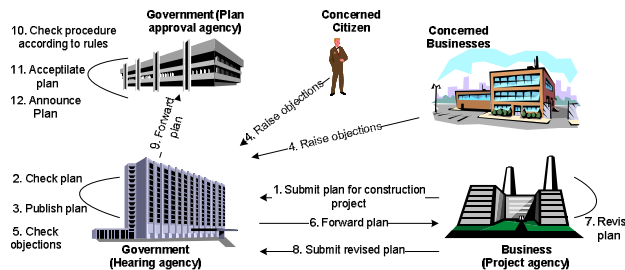 Government (Plan
approval agency)
Concerned
Citizen
Concerned
Businesses
10. Check procedure
according to rules
11. Acceptilate
plan
12. Announce
Plan
9. Forward
plan
4. Raise objections
4. Raise objections
2. Check plan
3. Publish plan
5. Check
objections
1. Submit plan for construction
project
6. Forward plan
8. Submit revised plan
7. Revis
plan
Government
(Hearing agency)
Business
(Project agency)